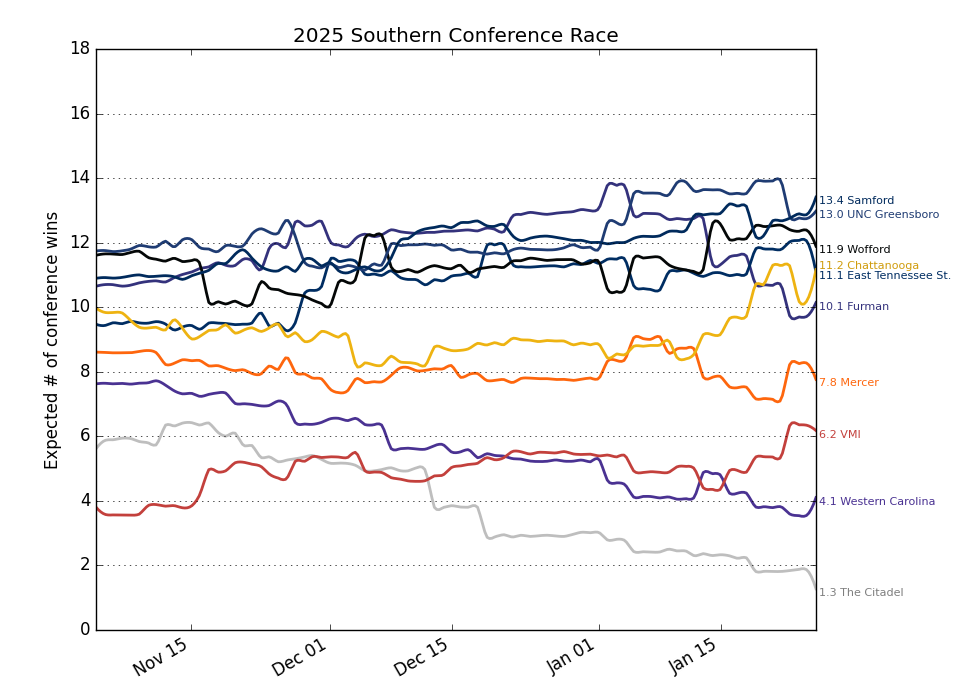 2025 Southern Conference Race
Expected # of conference wins
18
16
14
12
10
8
6
4
2
0
Nov 15
Dec 01
Dec 15
Jan 01
Jan 15
13.4 Samford
13.0 UNC Greensboro
11.9 Wofford
11.2 Chattanooga
11.1 East Tennessee St.
10.1 Furman
7.8 Mercer
6.2 VMI
4.1 Western Carolina
1.3 The Citadel